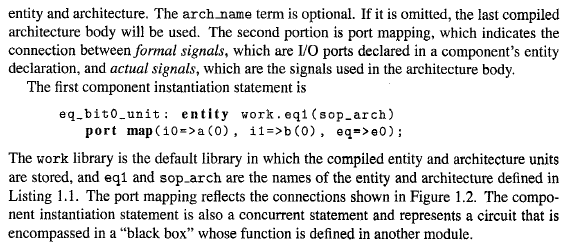 entity and architecture. The arch_name term is optional. If it is omitted, the last compiled
architecture body will be used. The second portion is port mapping, which indicates the
connection between formal signals, which are I/O ports declared in a component's entity
declaration, and actual signals, which are the signals used in the architecture body.
The first component instantiation statement is
eq_bit0_unit: entity work.eq1(sop_arch)
port map(i0=>a(0), i1=>b(0), eq=>e0);
The work library is the default library in which the compiled entity and architecture units
are stored, and eq1 and sop_arch are the names of the entity and architecture defined in
Listing 1.1. The port mapping reflects the connections shown in Figure 1.2. The compo-
nent instantiation statement is also a concurrent statement and represents a circuit that is
encompassed in a "black box" whose function is defined in another module.